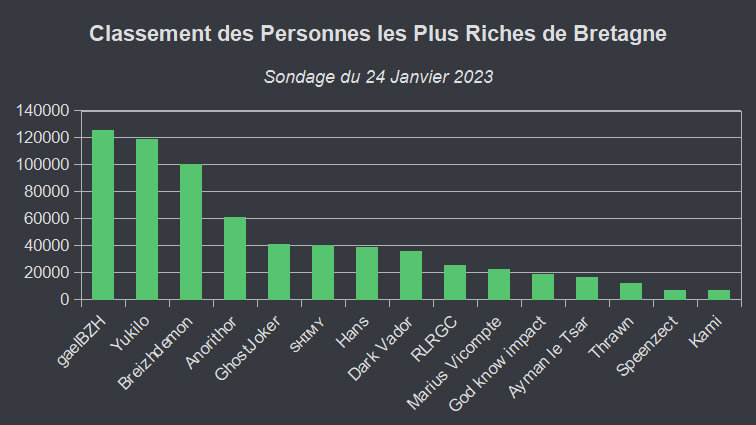 Classement des Personnes les Plus Riches de Bretagne
Sondage du 24 Janvier 2023
140000
120000
100000
80000
60000
40000
20000
0
gaelBZH
Yukilo
Breizhdemon
Anorithor
GhostJoker
sʜɪᴍʏ
Hans
Dark Vador
RLRGC
Marius Vicompte
God know impact
Ayman le Tsar
Thrawn
Speenzect
Kami